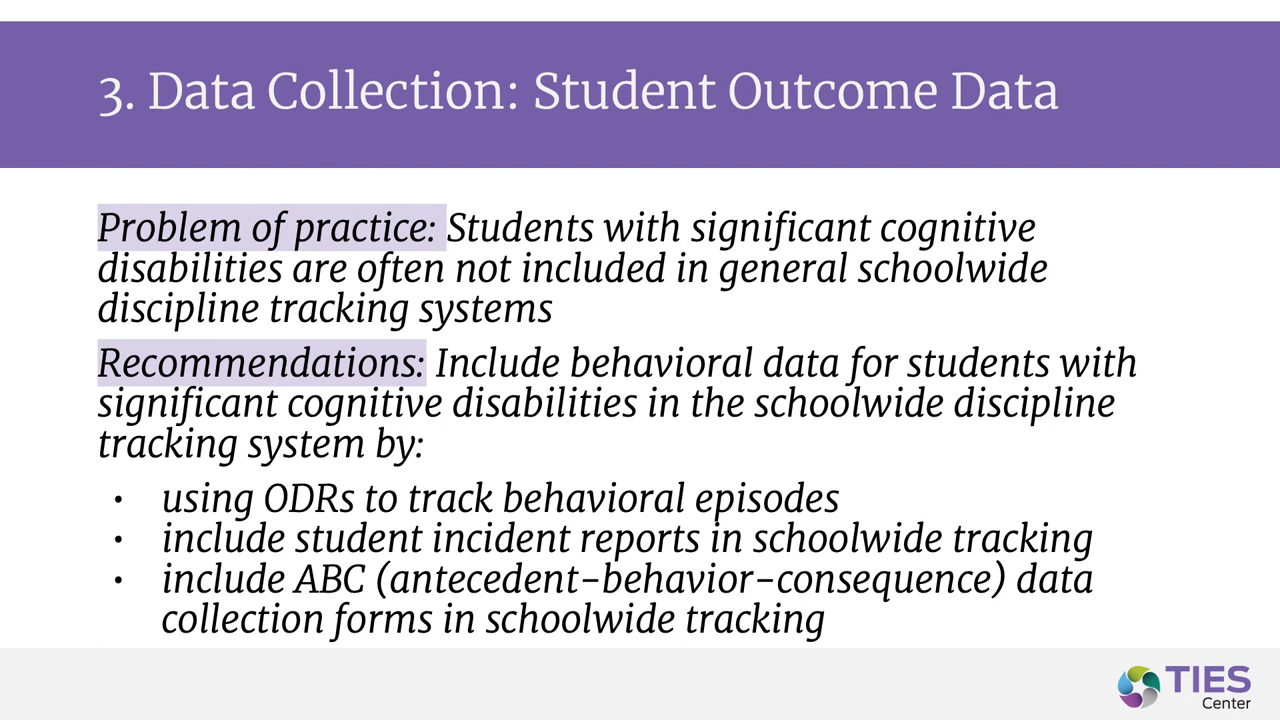 3. Data Collection: Student Outcome Data
Problem of practice: Students with significant cognitive
disabilities are often not included in general schoolwide
discipline tracking systems
Recommendations: Include behavioral data for students with
significant cognitive disabilities in the schoolwide discipline
tracking system by:
• using ODRs to track behavioral episodes
• include student incident reports in schoolwide tracking
• include ABC (antecedent-behavior-consequence) data
collection forms in schoolwide tracking
TIES
Center